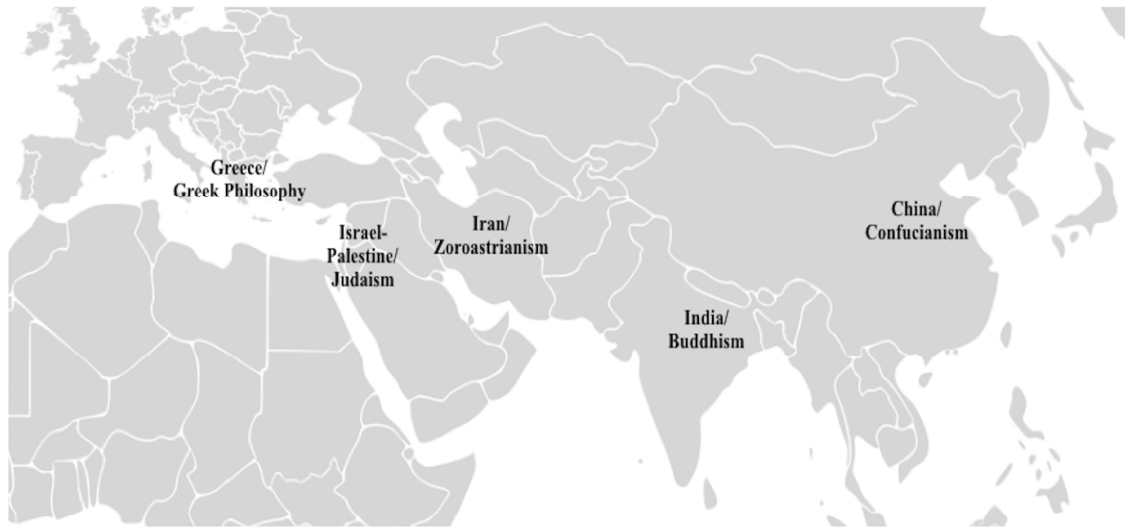 Greece/
Greek Philosophy
Israel-
Palestine/
Judaism
Iran/
Zoroastrianism
India/
Buddhism
China/
Confucianism